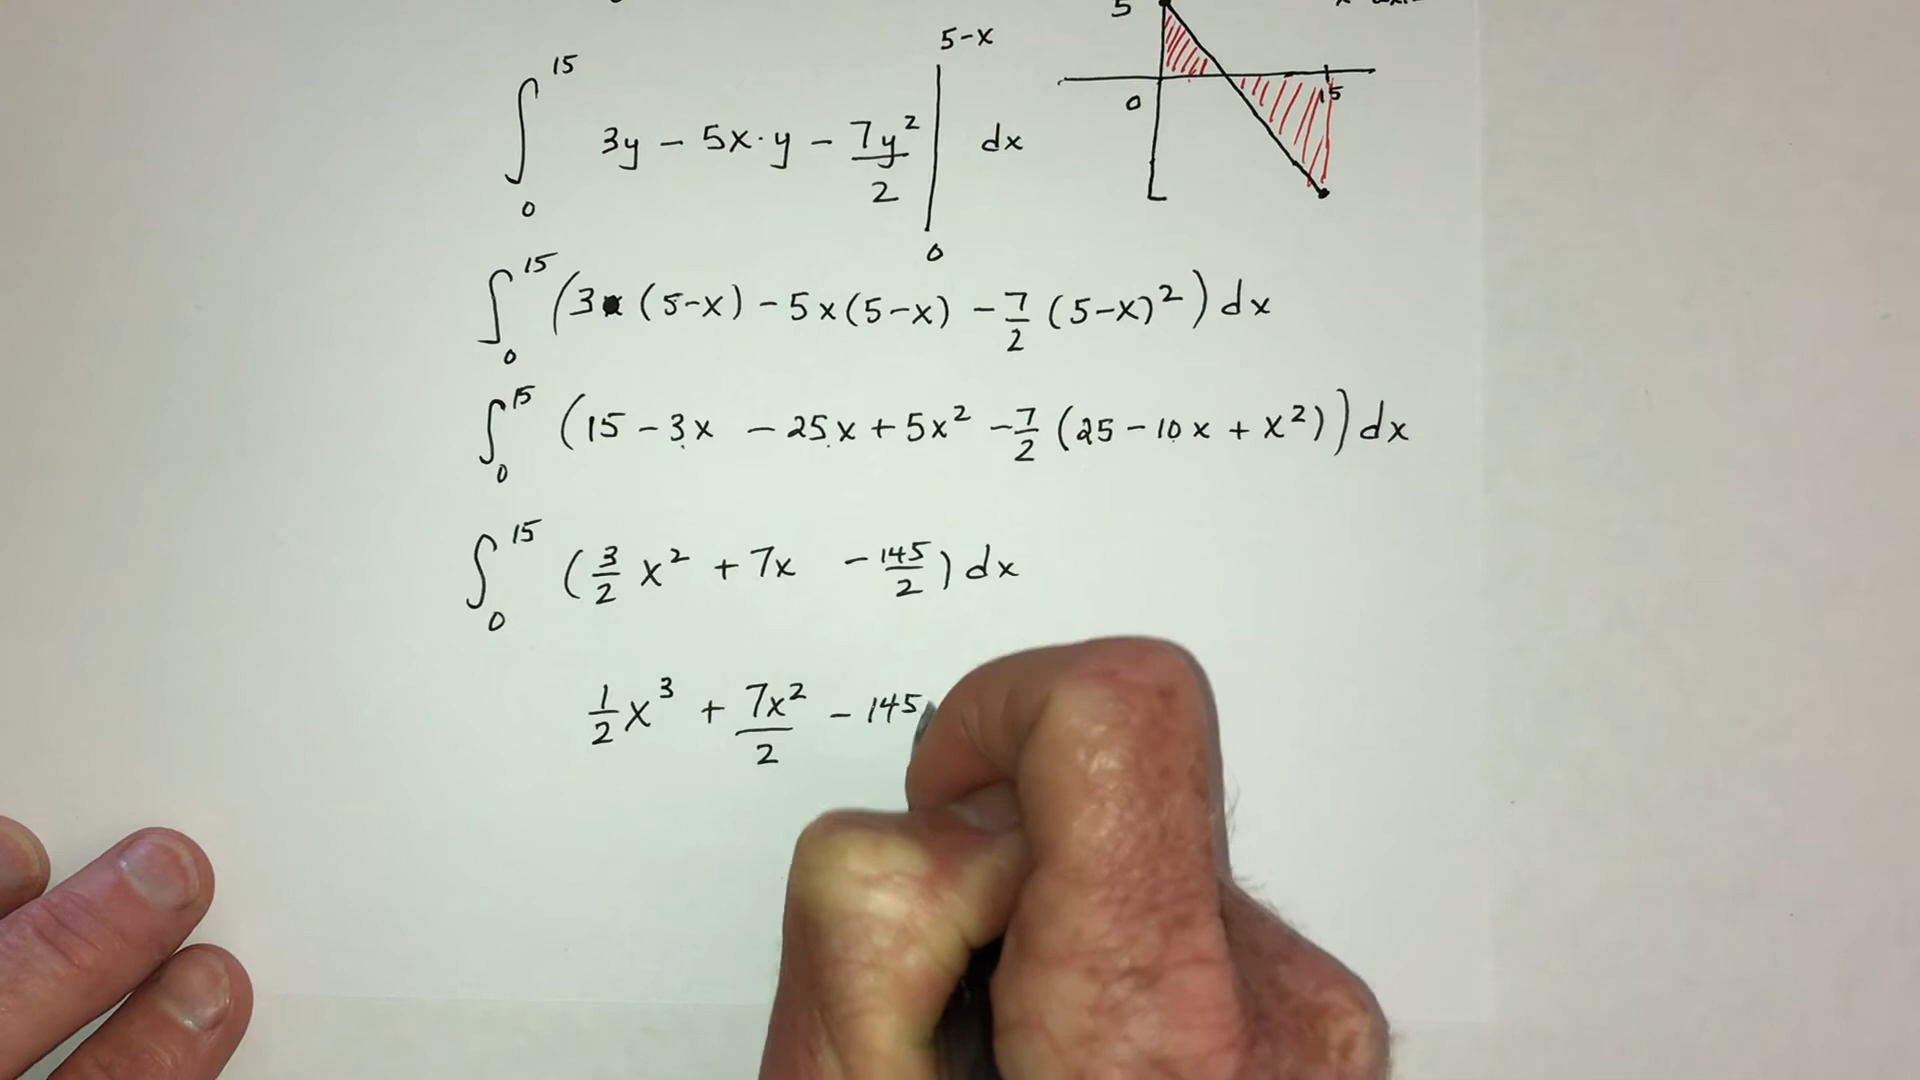 5
∫₀¹⁵ 3y − 5x·y − 7y²/2 |₀⁵⁻ˣ dx
0 15
∫₀¹⁵ (3 (5−x) − 5x(5−x) − 7/2 (5−x)²) dx
∫₀¹⁵ (15 − 3x − 25x + 5x² − 7/2 (25 − 10x + x²)) dx
∫₀¹⁵ (3/2 x² + 7x − 145/2) dx
1/2 x³ + 7x²/2 − 145